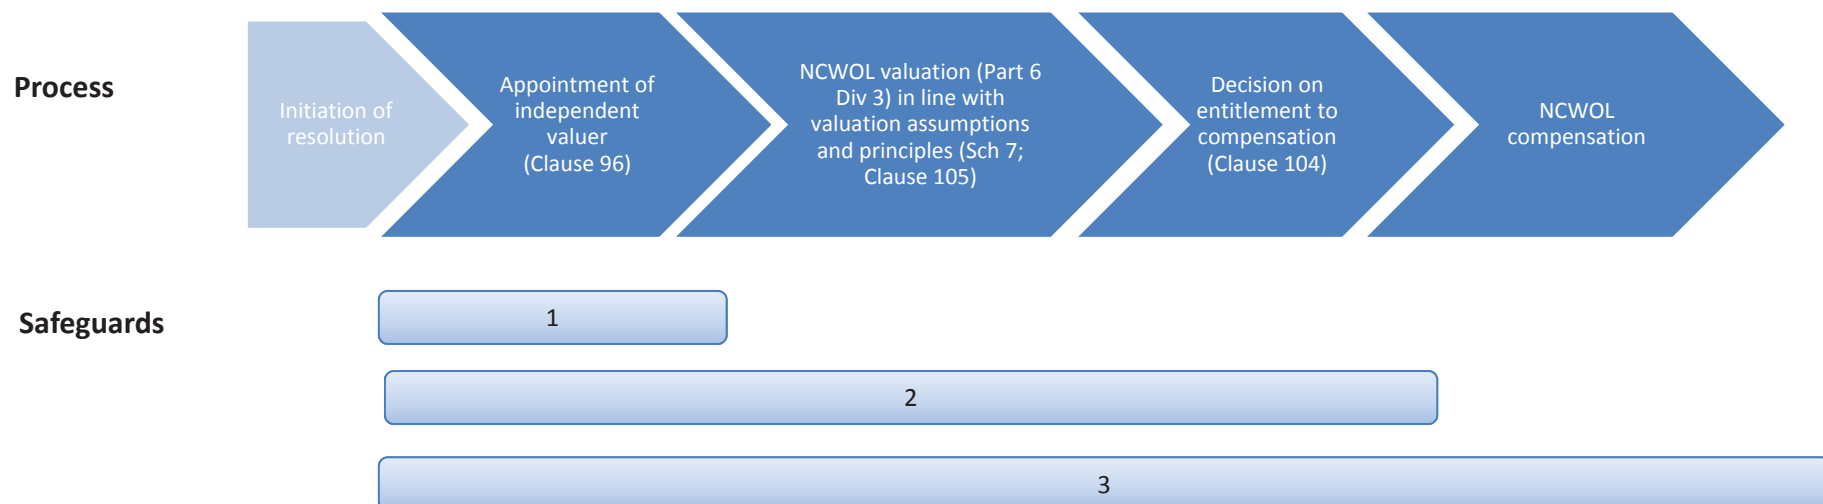 Process
Initiation of
resolution
Appointment of
independent
valuer
(Clause 96)
NCWOL valuation (Part 6
Div 3) in line with
valuation assumptions
and principles (Sch 7;
Clause 105)
Decision on
entitlement to
compensation
(Clause 104)
NCWOL
compensation
Safeguards
1
2
3